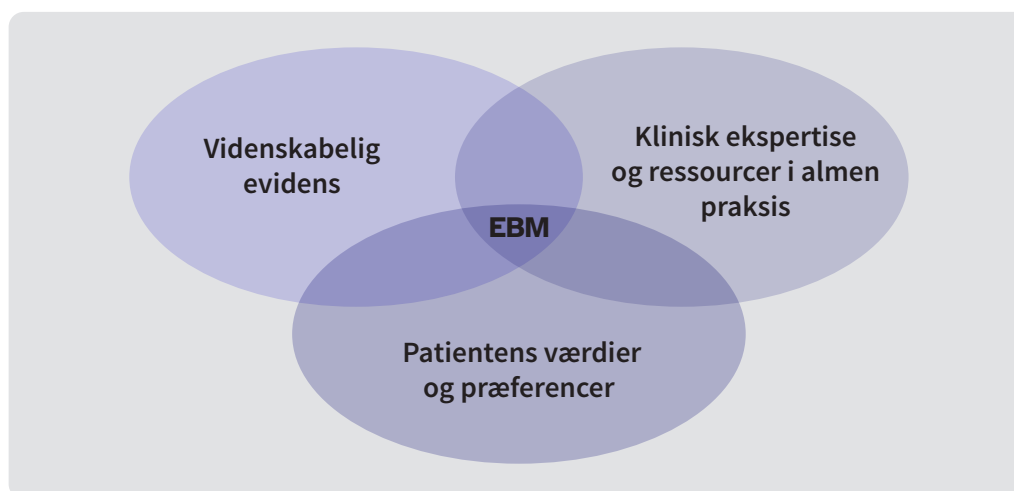 Videnskabelig
evidens
Klinisk ekspertise
og ressourcer i almen
praksis
EBM
Patientens værdier
og præferencer